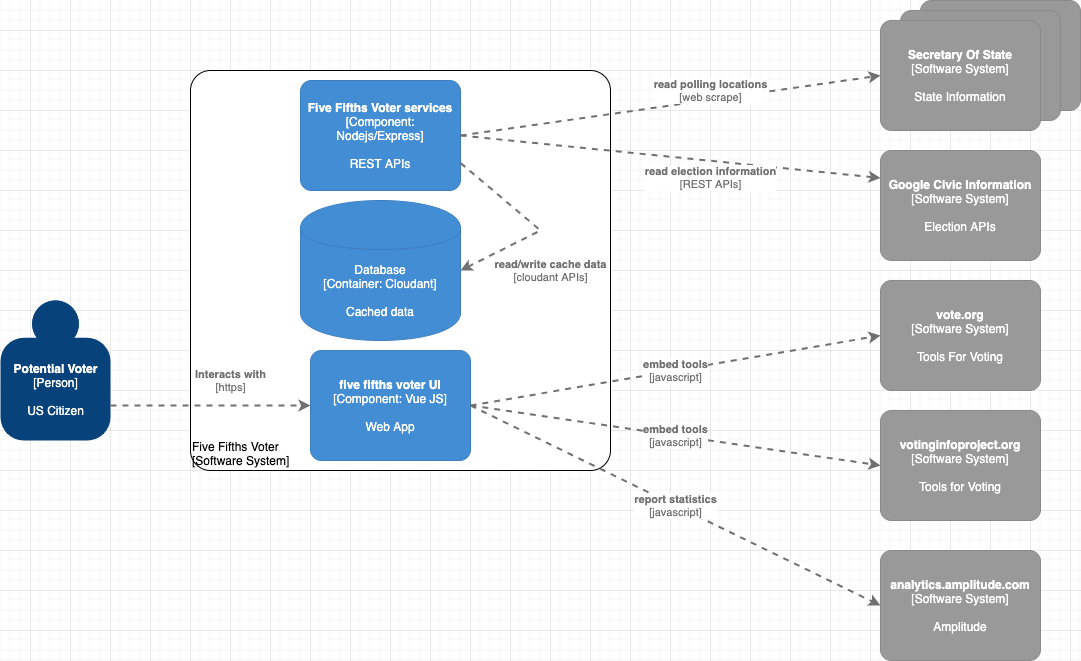 Five Fifths Voter services
[Component:
Nodejs/Express]
REST APIs
Database
[Container: Cloudant]
Cached data
read/write cache data
[cloudant APIs]
Potential Voter
[Person]
US Citizen
Interacts with
[https]
five fifths voter UI
[Component: Vue JS]
Web App
Five Fifths Voter
[Software System]
read polling locations
[web scrape]
read election information
[REST APIs]
embed tools
[javascript]
embed tools
[javascript]
report statistics
[javascript]
Secretary Of State
[Software System]
State Information
Google Civic Information
[Software System]
Election APIs
vote.org
[Software System]
Tools For Voting
votinginfoproject.org
[Software System]
Tools for Voting
analytics.amplitude.com
[Software System]
Amplitude